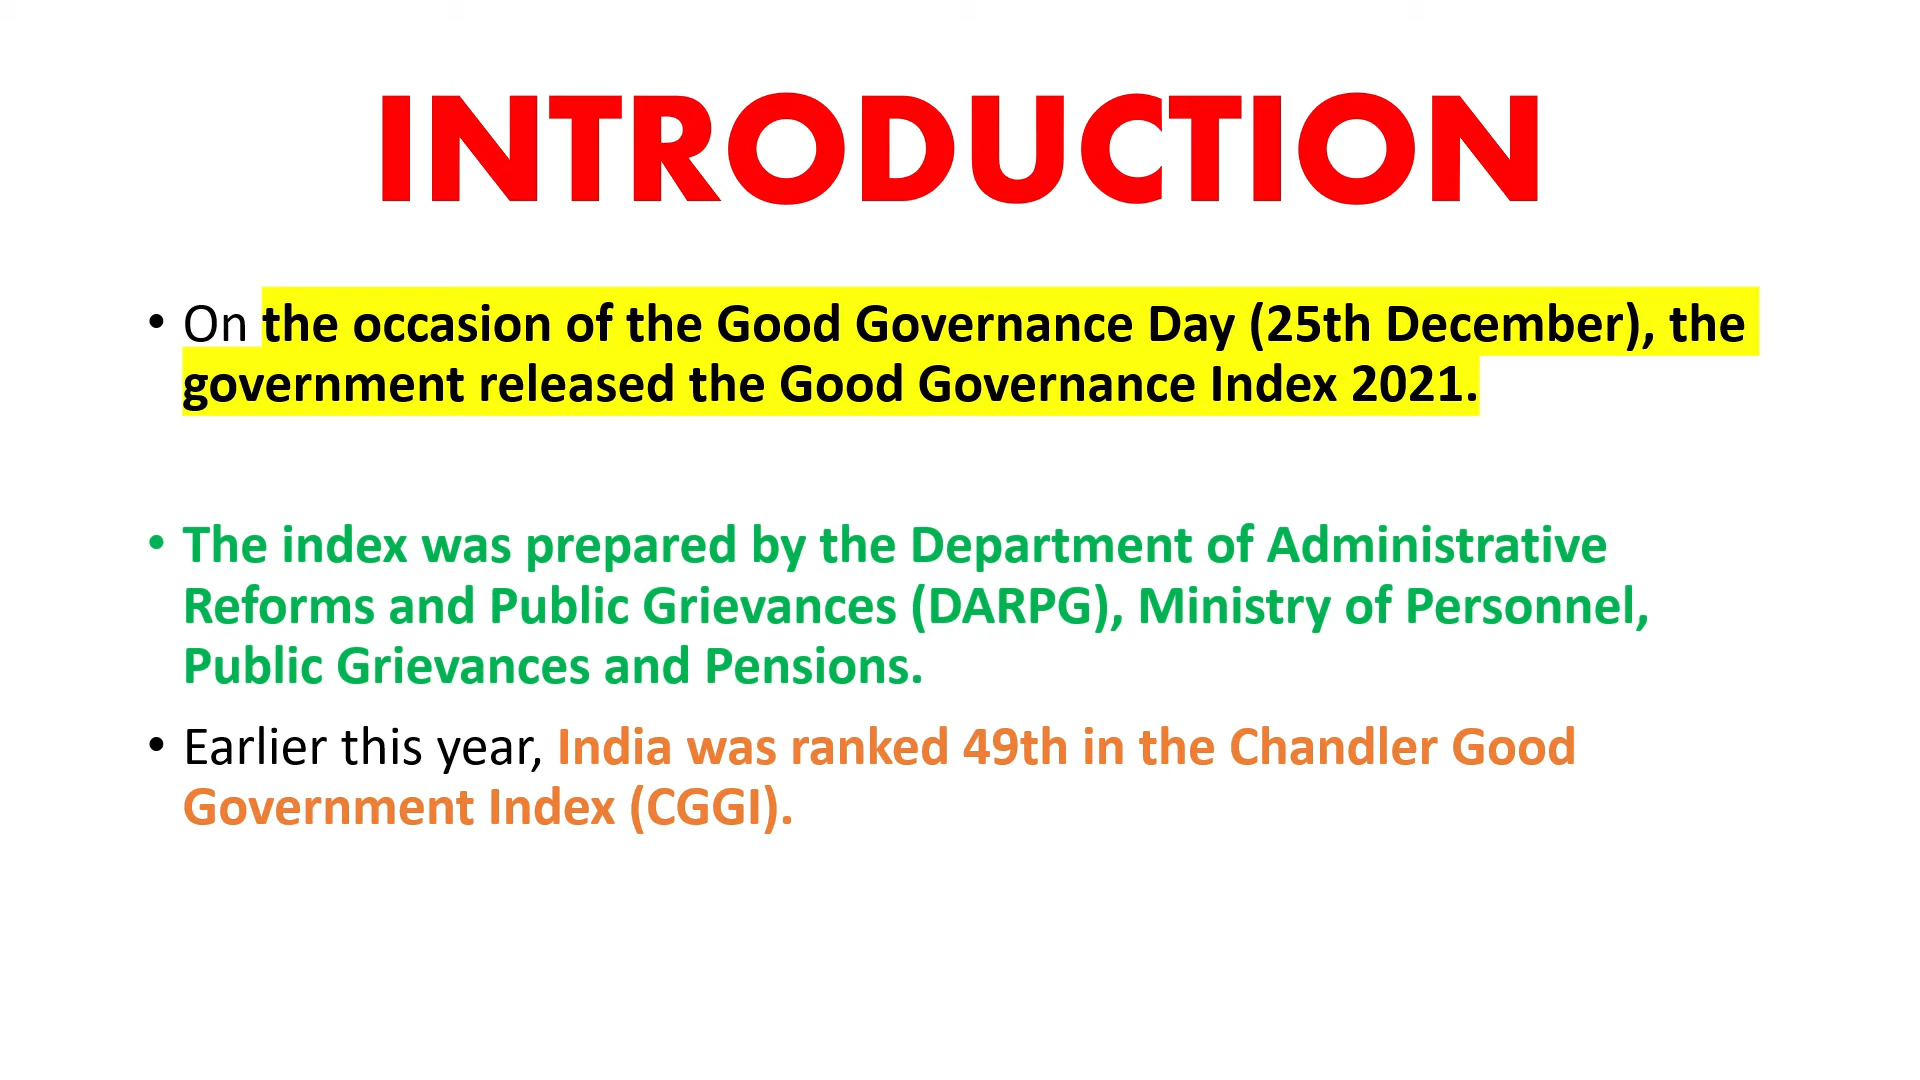 INTRODUCTION
• On the occasion of the Good Governance Day (25th December), the
government released the Good Governance Index 2021.
• The index was prepared by the Department of Administrative
Reforms and Public Grievances (DARPG), Ministry of Personnel,
Public Grievances and Pensions.
• Earlier this year, India was ranked 49th in the Chandler Good
Government Index (CGGI).